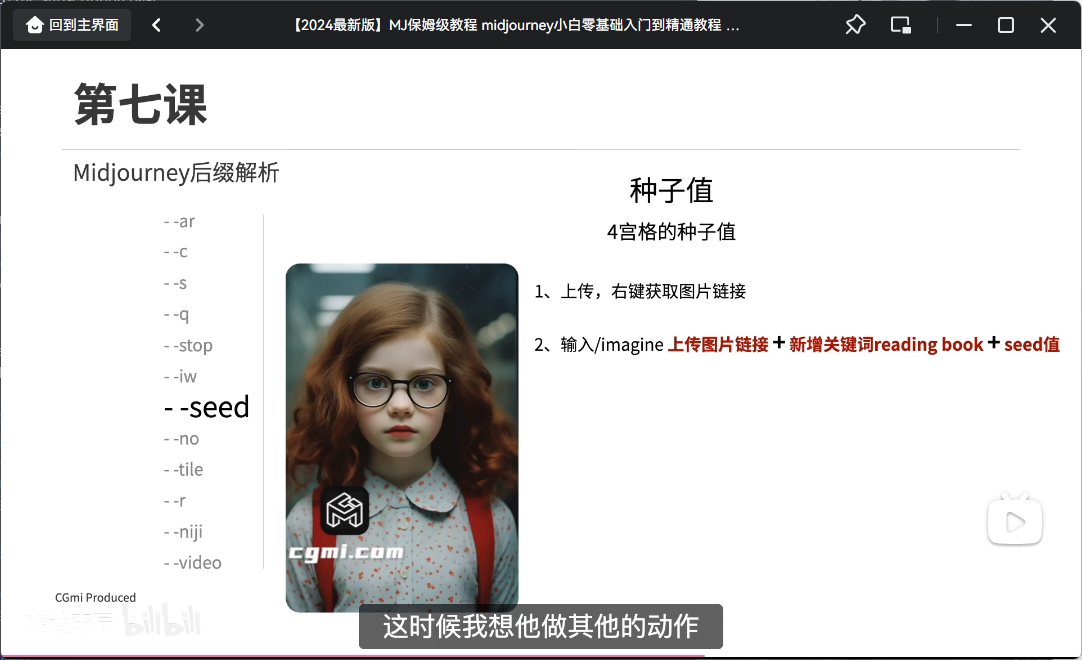 回到主界面
【2024最新版】MJ保姆级教程 midjourney小白零基础入门到精通教程 ...
第七课
Midjourney后缀解析
种子值
4宫格的种子值
- -ar
- -c
- -s
- -q
- -stop
- -iw
- -seed
- -no
- -tile
- -r
- -niji
- -video
1、上传，右键获取图片链接
2、输入/imagine 上传图片链接 + 新增关键词reading book + seed值
cgmi.com
CGmi Produced
bilibili
这时候我想他做其他的动作